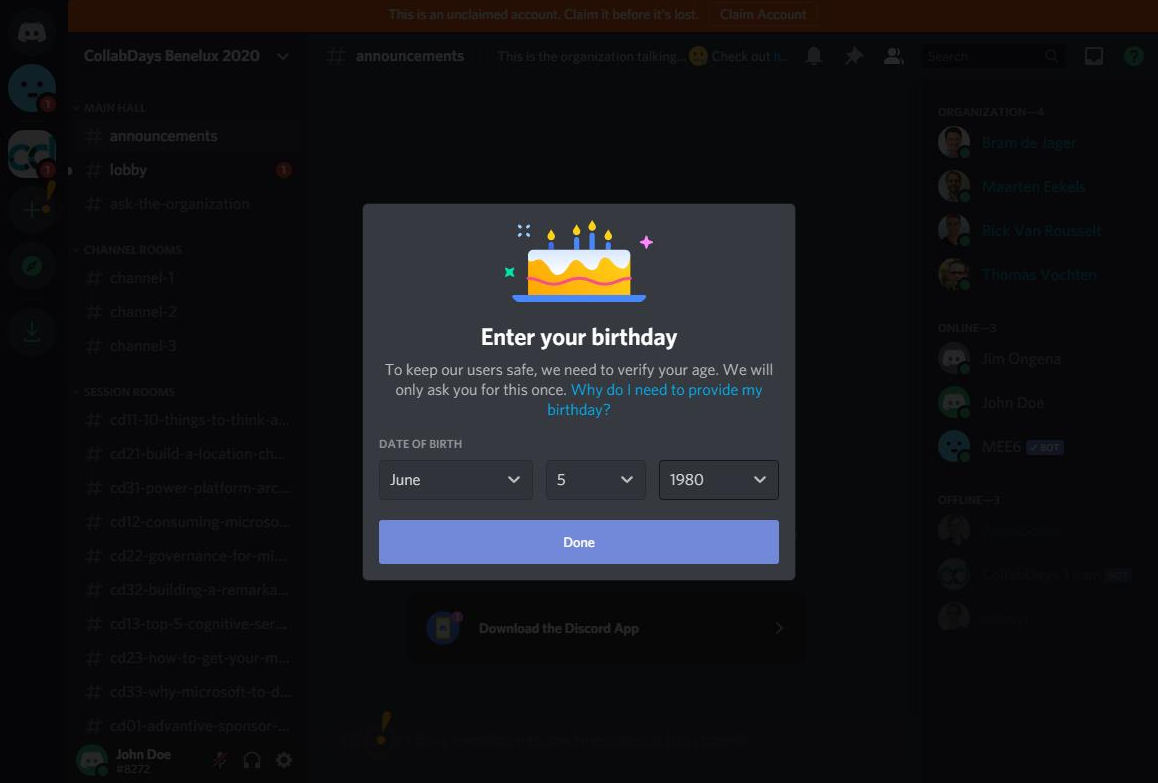 This is an unclaimed account. Claim it before it's lost.
Claim Account
CollabDays Benelux 2020
announcements
This is the organization talking... Check out h...
Search
MAIN HALL
announcements
lobby
1
ask-the-organization
CHANNEL ROOMS
channel-1
channel-2
channel-3
SESSION ROOMS
cd11-10-things-to-think-a...
cd21-build-a-location-ch...
cd31-power-platform-arc...
cd12-consuming-microso...
cd22-governance-for-mi...
cd32-building-a-remarka...
cd13-top-5-cognitive-ser...
cd23-how-to-get-your-m...
cd33-why-microsoft-to-d...
cd01-advantive-sponsor-...
John Doe
#8272
1
cd
1
Enter your birthday
To keep our users safe, we need to verify your age. We will
only ask you for this once. Why do I need to provide my
birthday?
DATE OF BIRTH
June
5
1980
Done
Download the Discord App
ORGANIZATION—4
Bram de Jager
Maarten Eekels
Rick Van Rousselt
Thomas Vochten
ONLINE—3
Jim Ongena
John Doe
MEE6
BOT
OFFLINE—3
BOT